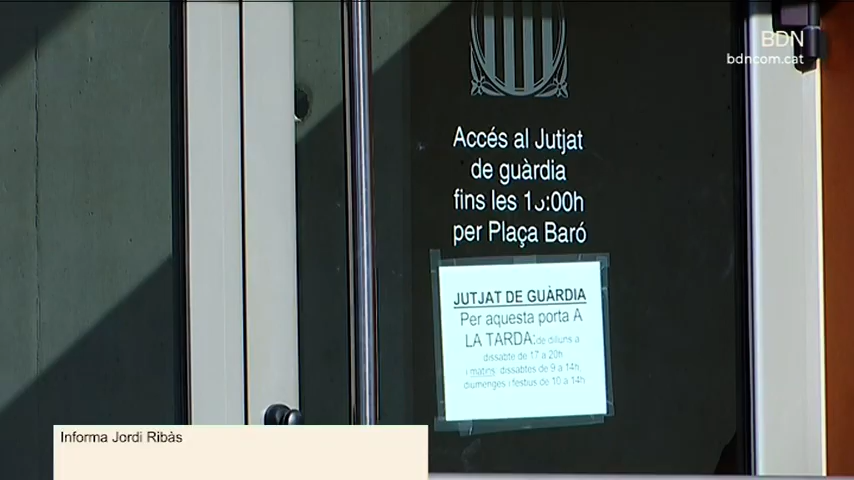 BDN
bdncom.cat
Accés al Jutjat
de guàrdia
fins les :00h
per Plaça Baró
JUTJAT DE GUÀRDIA
Per aquesta porta A
LA TARDA: de dilluns a
dissabte de 17 a 20h
i matins: dissabtes de 9 a 14h,
diumenges i festius de 10 a 14h
Informa Jordi Ribàs